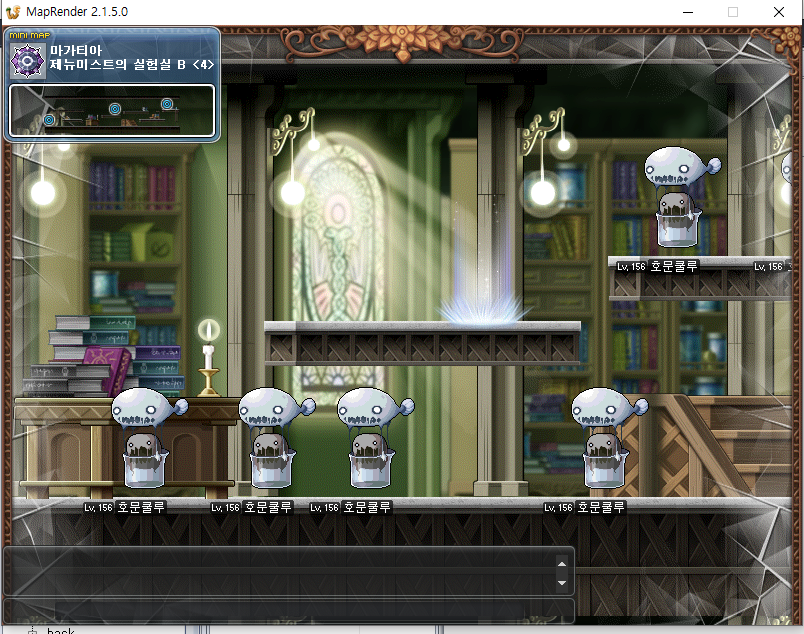 MapRender 2.1.5.0
MINI MAP
마가티아
제뉴미스트의 실험실 B <4>
Lv. 156 호문쿨루
Lv. 156
Lv. 156 호문쿨루
Lv. 156 호문쿨루
Lv. 156 호문쿨루
Lv. 156 호문쿨루
back